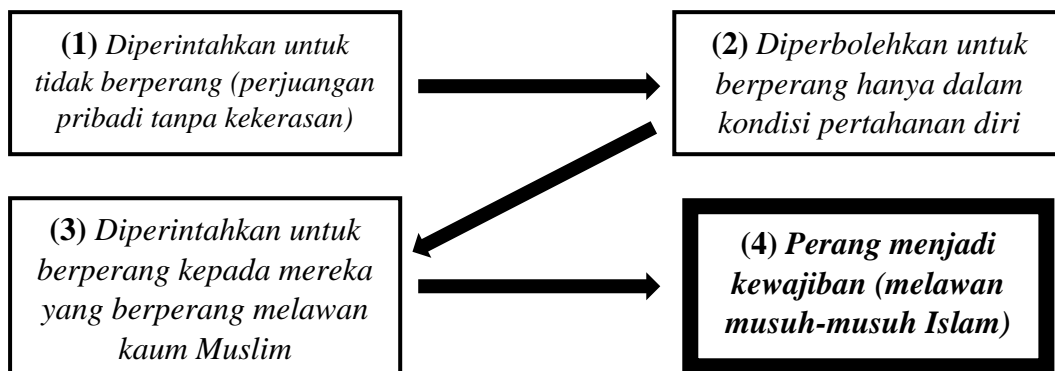 (1) Diperintahkan untuk
tidak berperang (perjuangan
pribadi tanpa kekerasan)
(2) Diperbolehkan untuk
berperang hanya dalam
kondisi pertahanan diri
(3) Diperintahkan untuk
berperang kepada mereka
yang berperang melawan
kaum Muslim
(4) Perang menjadi
kewajiban (melawan
musuh-musuh Islam)